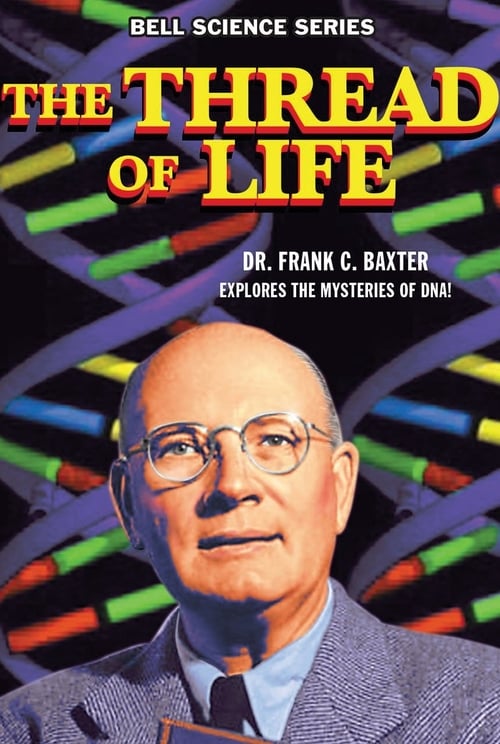 BELL SCIENCE SERIES
THE THREAD
OF LIFE
DR. FRANK C. BAXTER
EXPLORES THE MYSTERIES OF DNA!